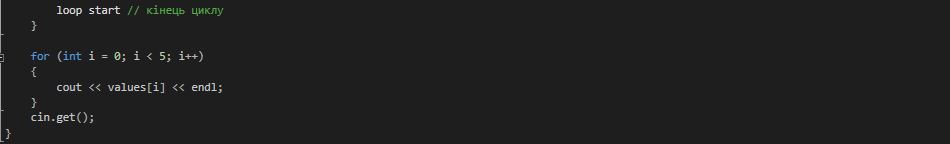 loop start // кінець циклу
}
for (int i = 0; i < 5; i++)
{
cout << values[i] << endl;
}
cin.get();
}